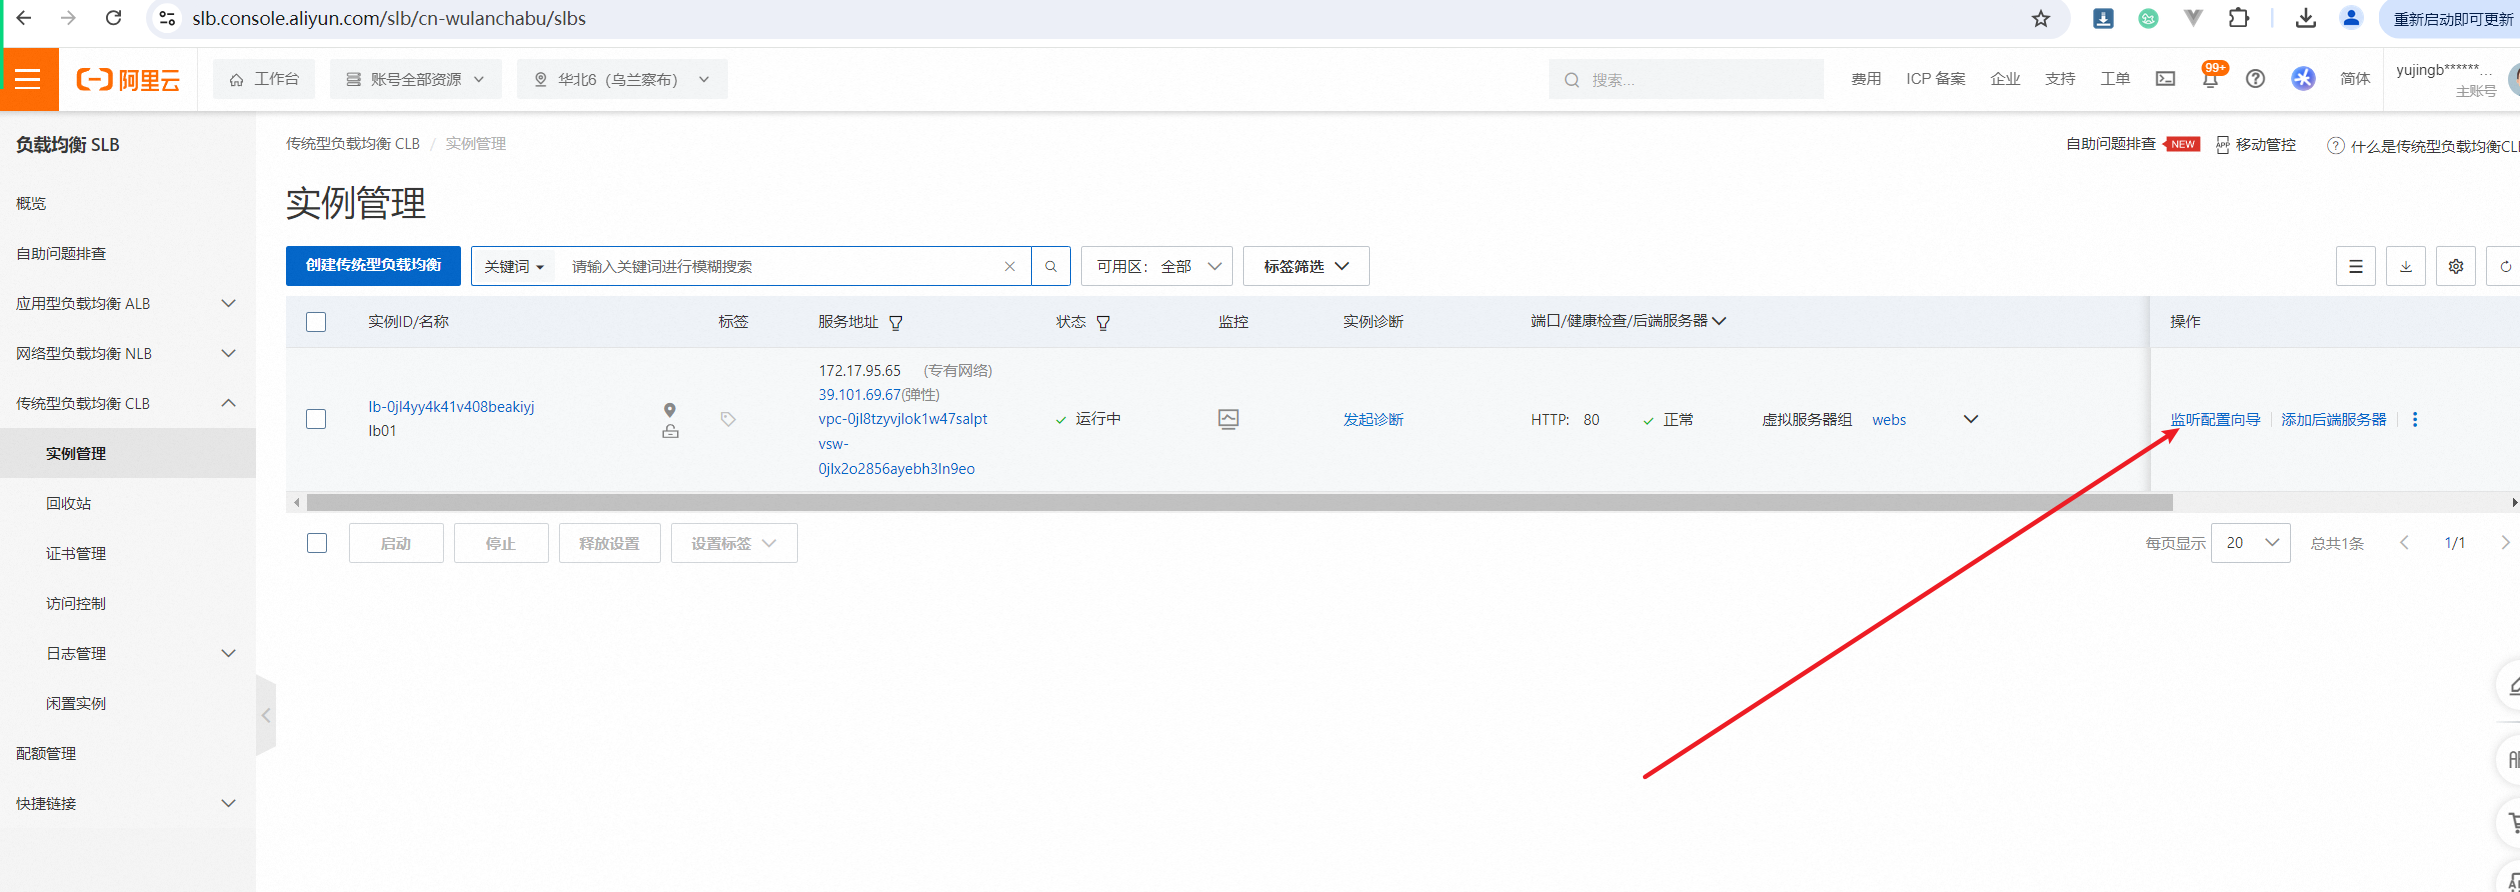 slb.console.aliyun.com/slb/cn-wulanchabu/slbs
重新启动即可更新
阿里云
工作台
账号全部资源
华北6（乌兰察布）
搜索...
费用
ICP 备案
企业
支持
工单
99+
简体
yujingb******...
主账号
负载均衡 SLB
概览
自助问题排查
应用型负载均衡 ALB
网络型负载均衡 NLB
传统型负载均衡 CLB
实例管理
回收站
证书管理
访问控制
日志管理
闲置实例
配额管理
快捷链接
传统型负载均衡 CLB / 实例管理
自助问题排查 NEW
APP 移动管控
什么是传统型负载均衡CL
实例管理
创建传统型负载均衡
关键词
请输入关键词进行模糊搜索
可用区： 全部
标签筛选
实例ID/名称 标签 服务地址 状态 监控 实例诊断 端口/健康检查/后端服务器 操作
lb-0jl4yy4k41v408beakiyj
lb01
172.17.95.65 (专有网络)
39.101.69.67(弹性)
vpc-0jl8tzyvjlok1w47salpt
vsw-
0jlx2o2856ayebh3ln9eo
运行中
发起诊断
HTTP: 80 正常 虚拟服务器组 webs
监听配置向导 添加后端服务器
启动 停止 释放设置 设置标签
每页显示 20 总共1条 1/1